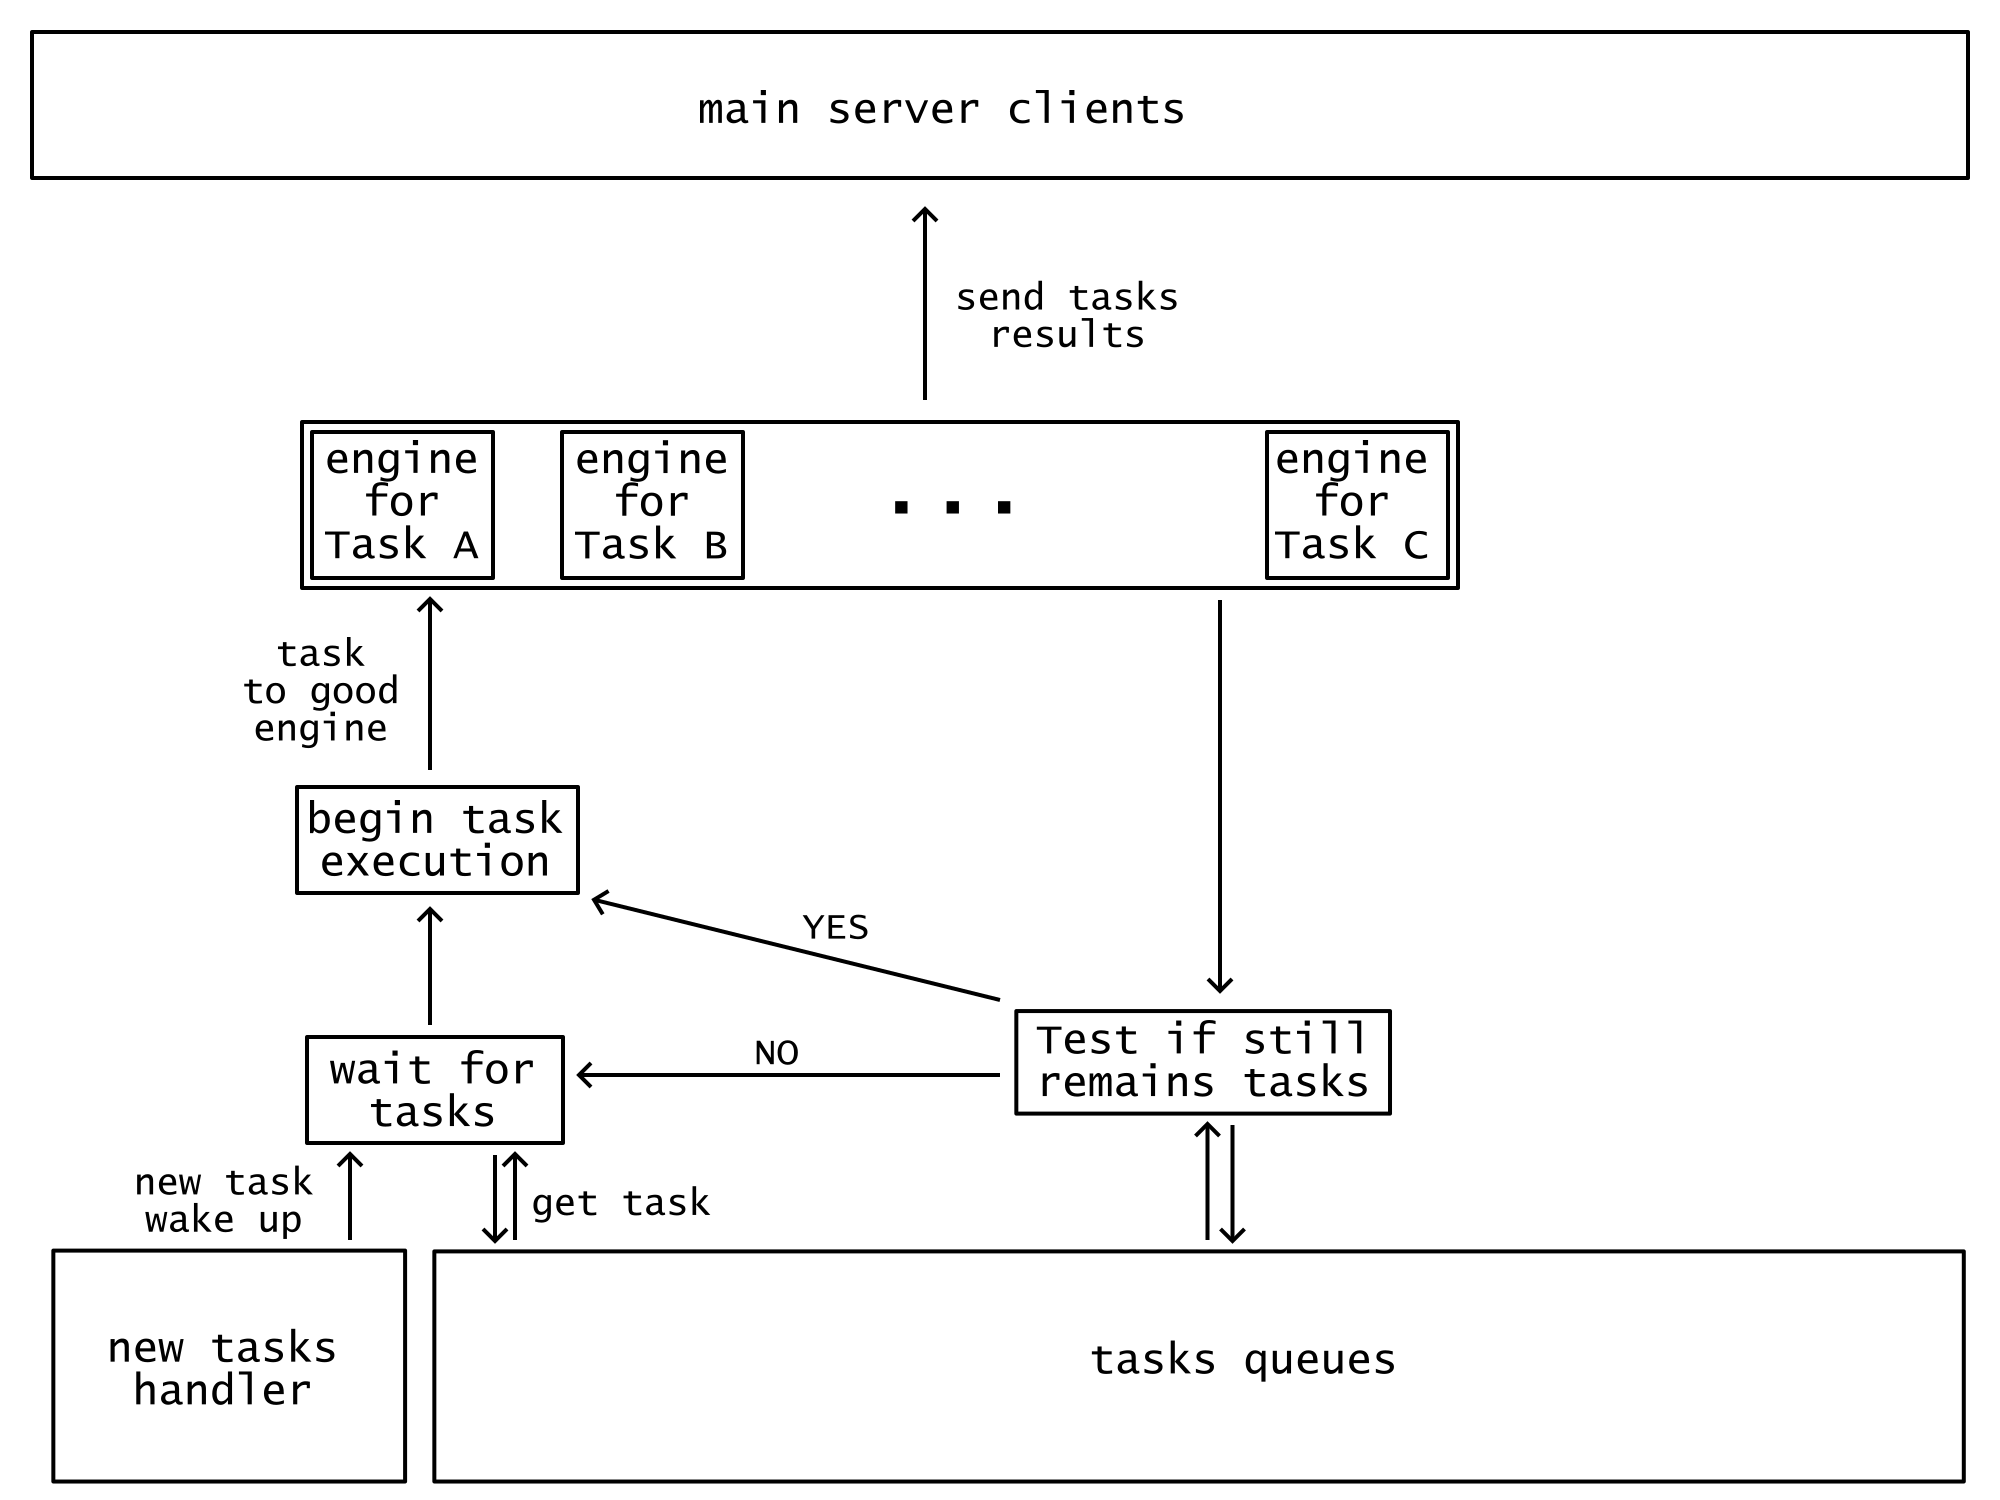 main server clients
send tasks
results
engine
for
Task A
engine
for
Task B
...
engine
for
Task C
task
to good
engine
begin task
execution
YES
NO
Test if still
remains tasks
wait for
tasks
new task
wake up
get task
new tasks
handler
tasks queues